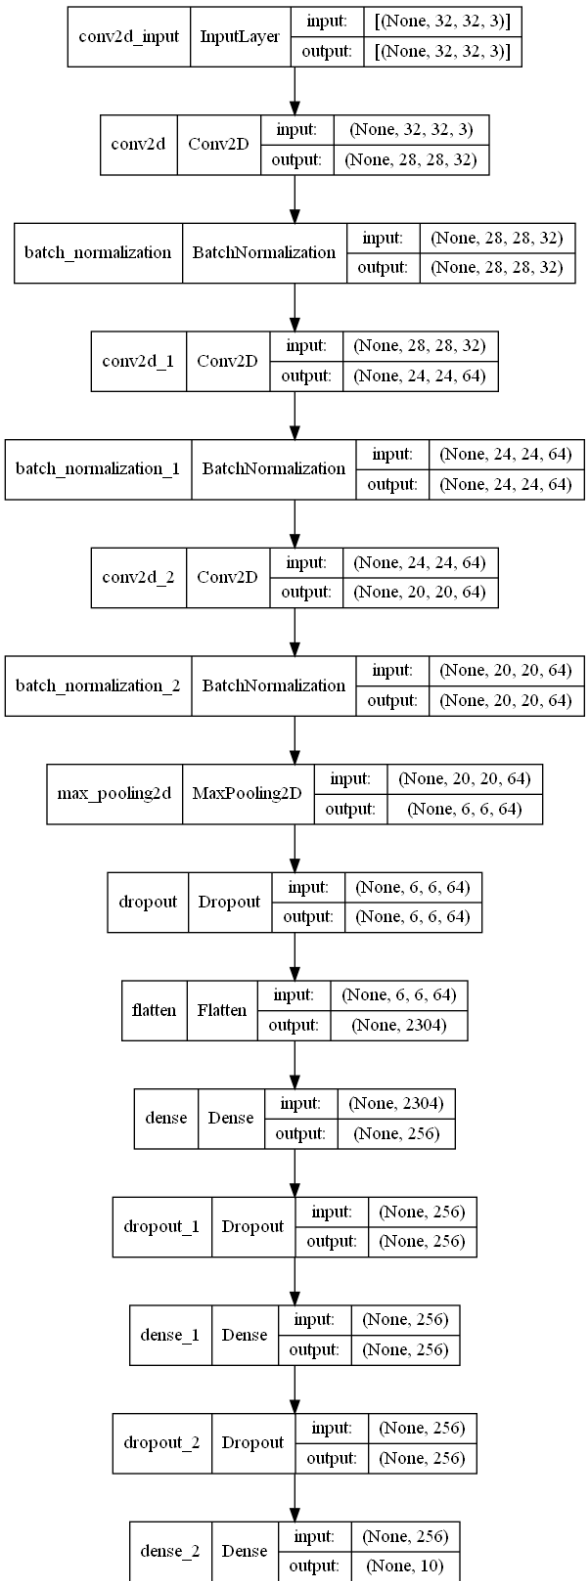 conv2d_input InputLayer input: [(None, 32, 32, 3)]
output: [(None, 32, 32, 3)]
conv2d Conv2D input: (None, 32, 32, 3)
output: (None, 28, 28, 32)
batch_normalization BatchNormalization input: (None, 28, 28, 32)
output: (None, 28, 28, 32)
conv2d_1 Conv2D input: (None, 28, 28, 32)
output: (None, 24, 24, 64)
batch_normalization_1 BatchNormalization input: (None, 24, 24, 64)
output: (None, 24, 24, 64)
conv2d_2 Conv2D input: (None, 24, 24, 64)
output: (None, 20, 20, 64)
batch_normalization_2 BatchNormalization input: (None, 20, 20, 64)
output: (None, 20, 20, 64)
max_pooling2d MaxPooling2D input: (None, 20, 20, 64)
output: (None, 6, 6, 64)
dropout Dropout input: (None, 6, 6, 64)
output: (None, 6, 6, 64)
flatten Flatten input: (None, 6, 6, 64)
output: (None, 2304)
dense Dense input: (None, 2304)
output: (None, 256)
dropout_1 Dropout input: (None, 256)
output: (None, 256)
dense_1 Dense input: (None, 256)
output: (None, 256)
dropout_2 Dropout input: (None, 256)
output: (None, 256)
dense_2 Dense input: (None, 256)
output: (None, 10)